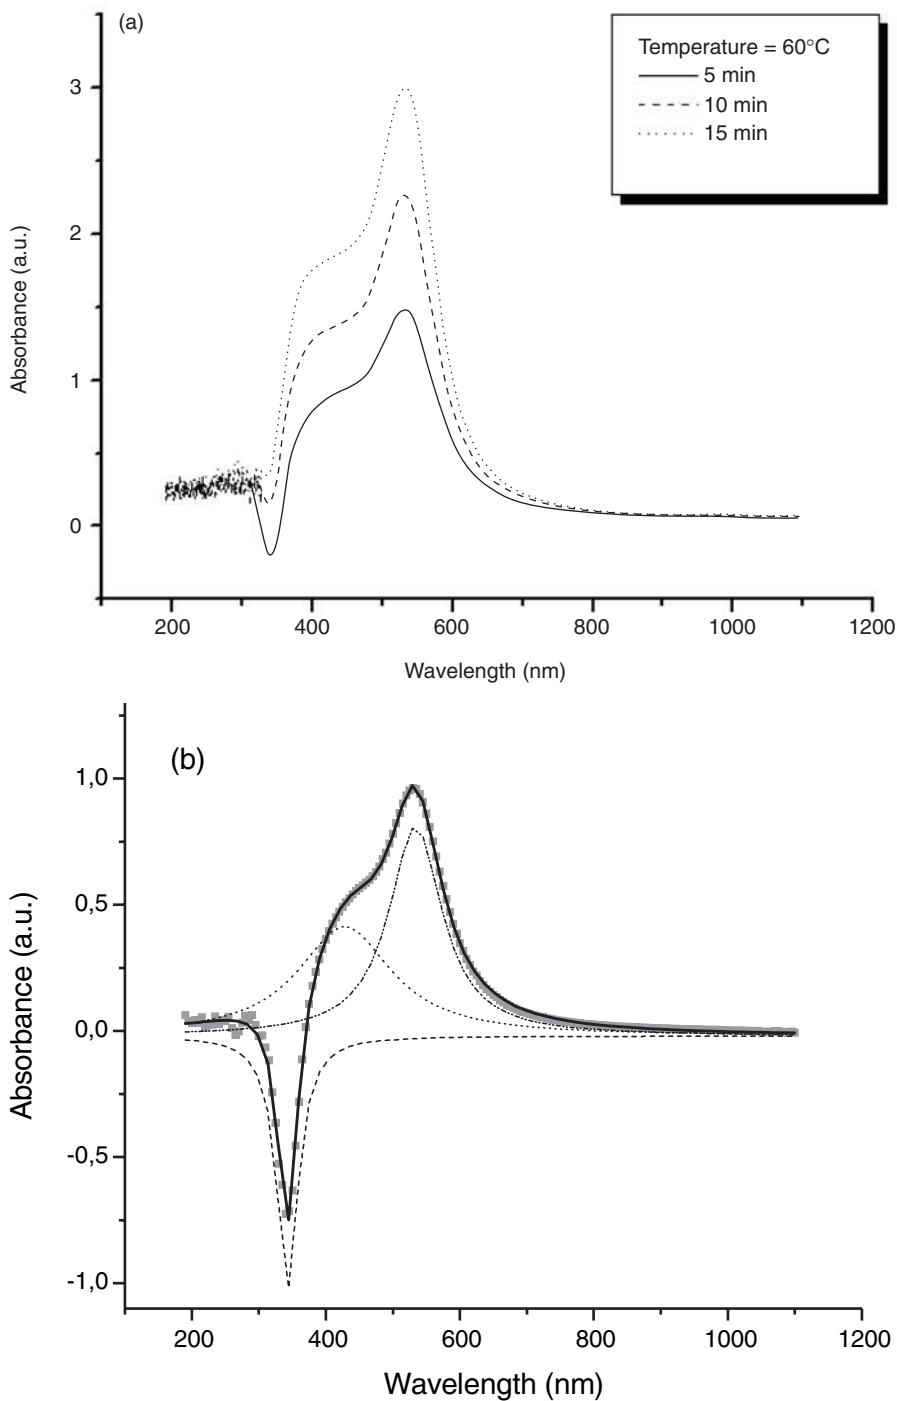 (a)
Temperature = 60°C
5 min
10 min
15 min
3
2
1
0
Absorbance (a.u.)
200 400 600 800 1000 1200
Wavelength (nm)
(b)
1,0
0,5
0,0
-0,5
-1,0
Absorbance (a.u.)
200 400 600 800 1000 1200
Wavelength (nm)